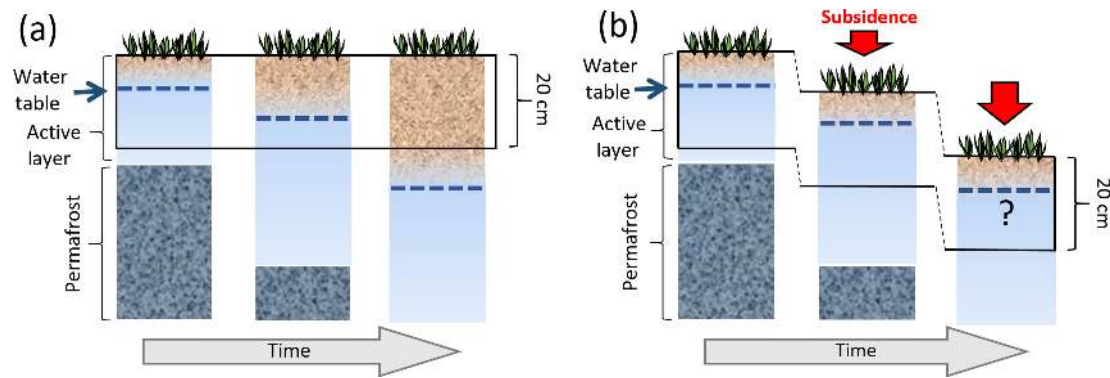 (a)
Water
table
Active
layer
Permafrost
20 cm
Time
(b)
Subsidence
Water
table
Active
layer
Permafrost
?
20 cm
Time